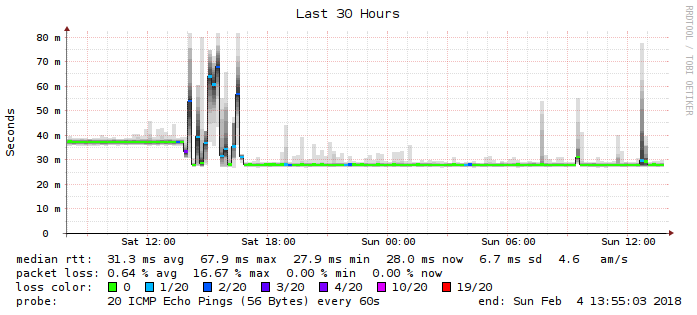 Last 30 Hours
RRDTOOL / TOBI OETIKER
Seconds
80 m
70 m
60 m
50 m
40 m
30 m
20 m
10 m
0
Sat 12:00 Sat 18:00 Sun 00:00 Sun 06:00 Sun 12:00
median rtt: 31.3 ms avg 67.9 ms max 27.9 ms min 28.0 ms now 6.7 ms sd 4.6 am/s
packet loss: 0.64 % avg 16.67 % max 0.00 % min 0.00 % now
loss color: 0 1/20 2/20 3/20 4/20 10/20 19/20
probe: 20 ICMP Echo Pings (56 Bytes) every 60s end: Sun Feb 4 13:55:03 2018